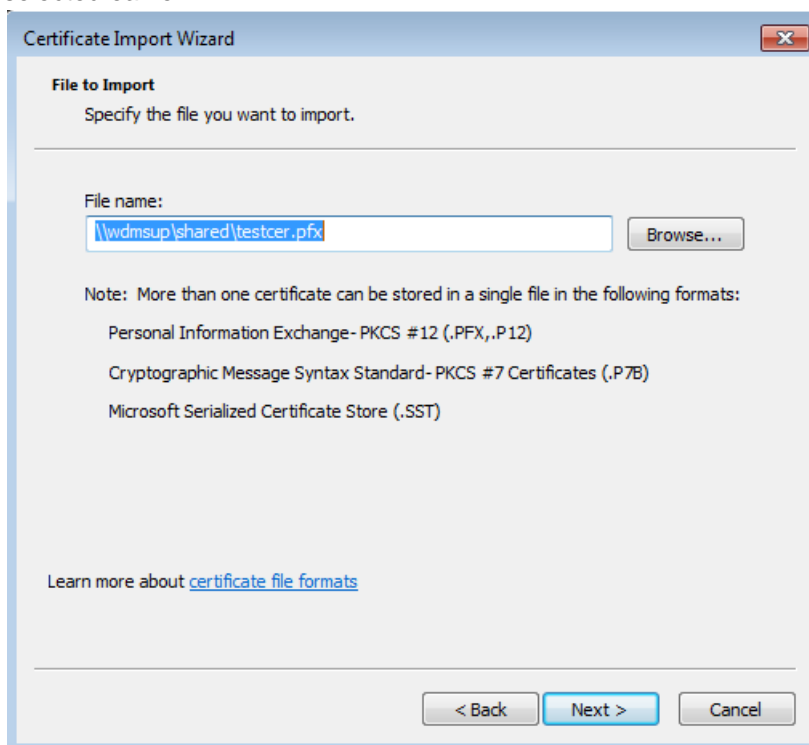 Certificate Import Wizard
File to Import
Specify the file you want to import.
File name:
\\wdmsup\shared\testcer.pfx
Browse...
Note: More than one certificate can be stored in a single file in the following formats:
Personal Information Exchange- PKCS #12 (.PFX,.P12)
Cryptographic Message Syntax Standard- PKCS #7 Certificates (.P7B)
Microsoft Serialized Certificate Store (.SST)
Learn more about certificate file formats
< Back Next > Cancel